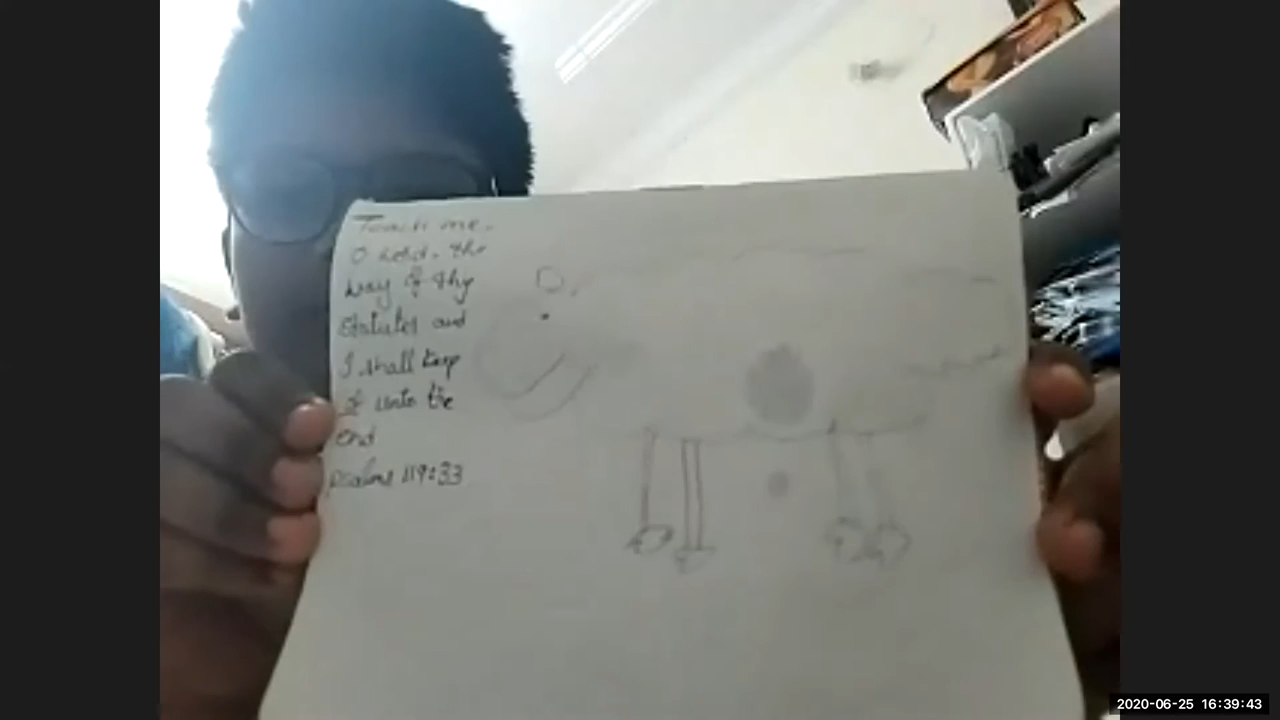 Teach me,
O Lord, the
way of thy
statutes and
I shall keep
it unto the
end
psalms 119:33
2020-06-25 16:39:43